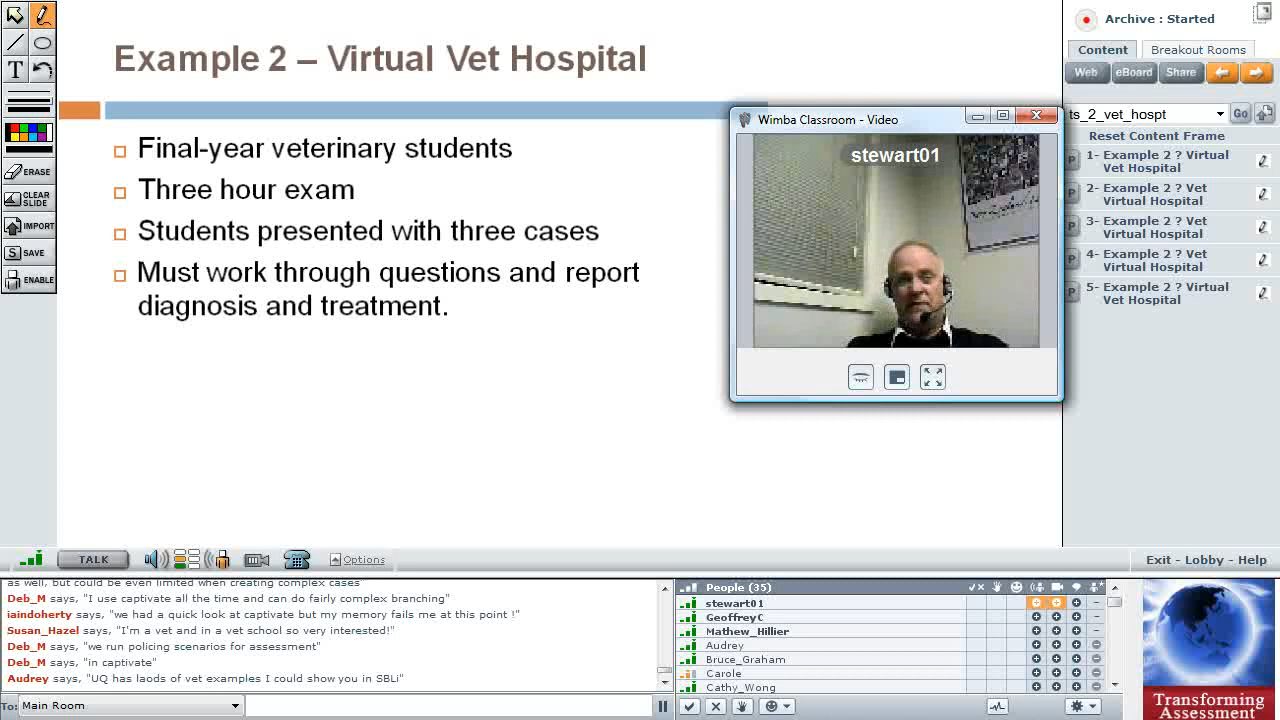 Example 2 – Virtual Vet Hospital
Final-year veterinary students
Three hour exam
Students presented with three cases
Must work through questions and report
diagnosis and treatment.
T
ERASE
CLEAR
SLIDE
IMPORT
SAVE
ENABLE
Wimba Classroom - Video
stewart01
Archive : Started
Content
Breakout Rooms
Web
eBoard
Share
ts_2_vet_hospt
Go
Reset Content Frame
P
1- Example 2 ? Virtual
Vet Hospital
P
2- Example 2 ? Vet
Virtual Hospital
P
3- Example 2 ? Vet
Virtual Hospital
P
4- Example 2 ? Vet
Virtual Hospital
P
5- Example 2 ? Virtual
Vet Hospital
TALK
Options
Exit - Lobby - Help
as well, but could be even limited when creating complex cases"
Deb_M says, "I use captivate all the time and can do fairly complex branching"
iaindoherty says, "we had a quick look at captivate but my memory fails me at this point !"
Susan_Hazel says, "I'm a vet and in a vet school so very interested!"
Deb_M says, "we run policing scenarios for assessment"
Deb_M says, "in captivate"
Audrey says, "UQ has laods of vet examples I could show you in SBL"
To: Main Room
People (35)
stewart01
GeoffreyC
Mathew_Hillier
Audrey
Bruce_Graham
Carole
Cathy_Wong
Transforming
Assessment